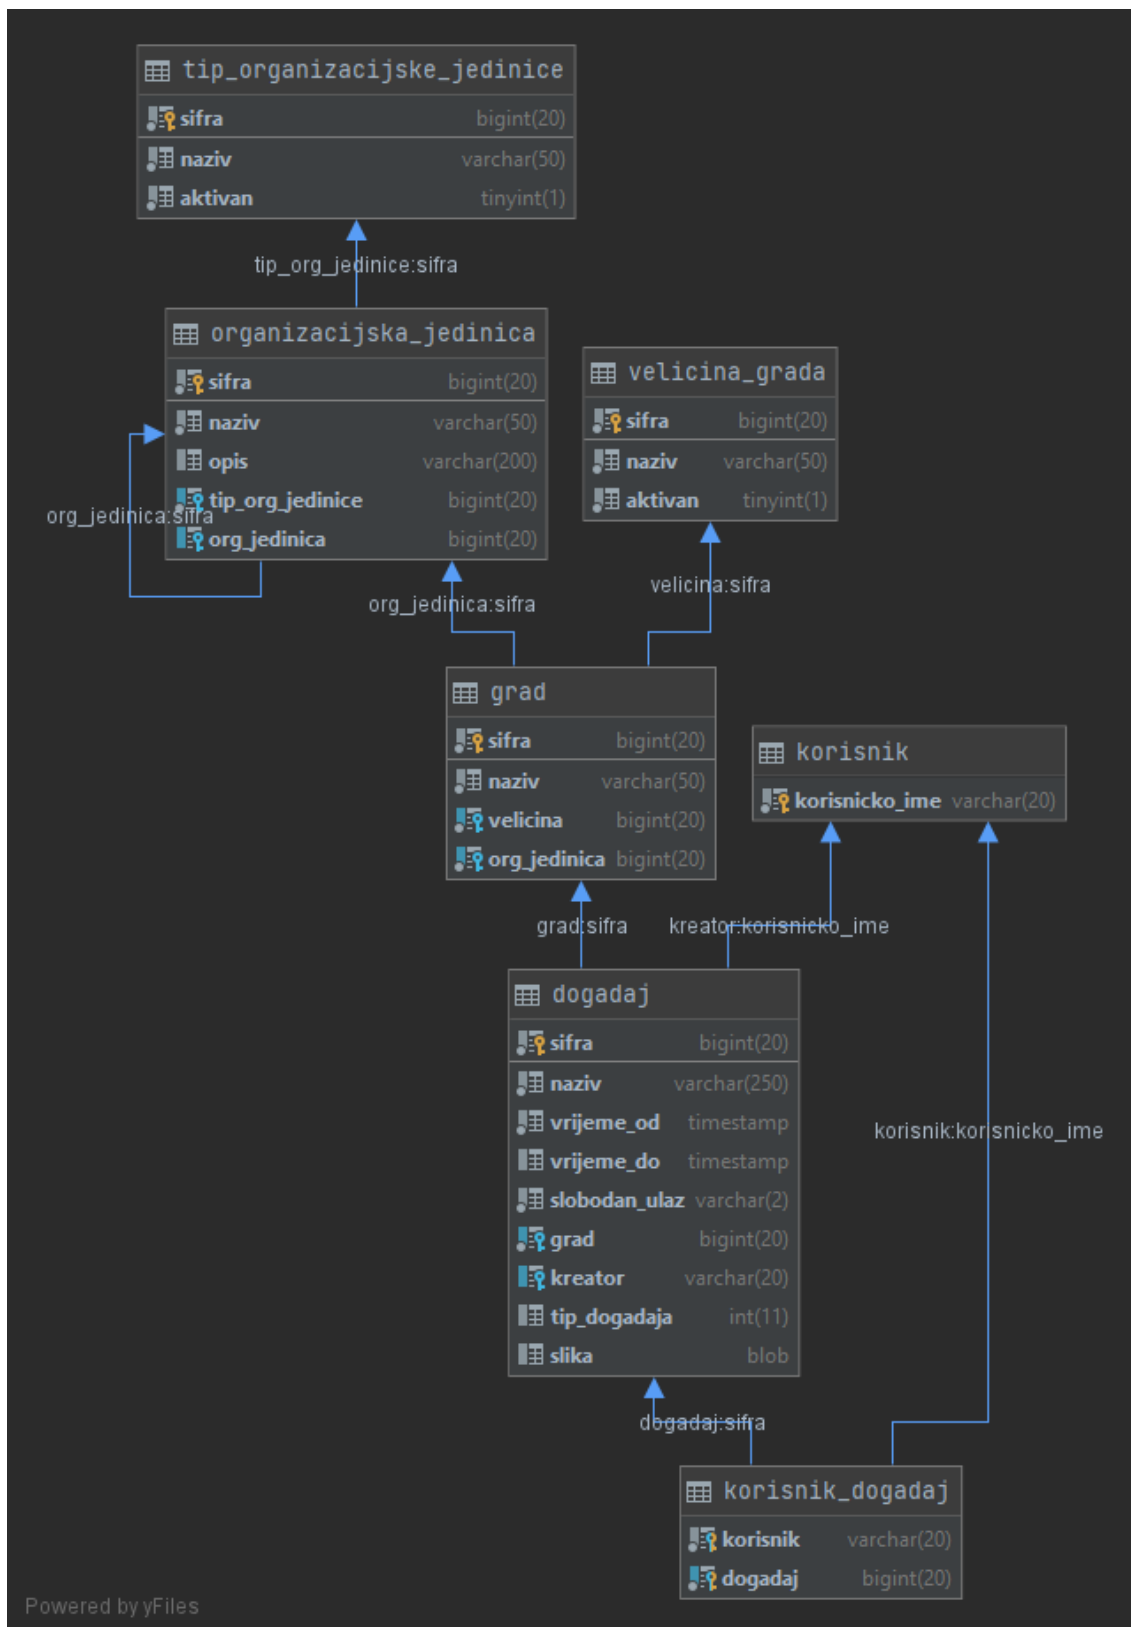 tip_organizacijske_jedinice
sifra bigint(20)
naziv varchar(50)
aktivan tinyint(1)
tip_org_jedinice:sifra
organizacijska_jedinica
sifra bigint(20)
naziv varchar(50)
opis varchar(200)
tip_org_jedinice bigint(20)
org_jedinica bigint(20)
org_jedinica:sifra
velicina_grada
sifra bigint(20)
naziv varchar(50)
aktivan tinyint(1)
org_jedinica:sifra
velicina:sifra
grad
sifra bigint(20)
naziv varchar(50)
velicina bigint(20)
org_jedinica bigint(20)
korisnik
korisnicko_ime varchar(20)
grad:sifra
kreator:korisnicko_ime
dogadaj
sifra bigint(20)
naziv varchar(250)
vrijeme_od timestamp
vrijeme_do timestamp
slobodan_ulaz varchar(2)
grad bigint(20)
kreator varchar(20)
tip_dogadaja int(11)
slika blob
korisnik:korisnicko_ime
dogadaj:sifra
korisnik_dogadaj
korisnik varchar(20)
dogadaj bigint(20)
Powered by yFiles